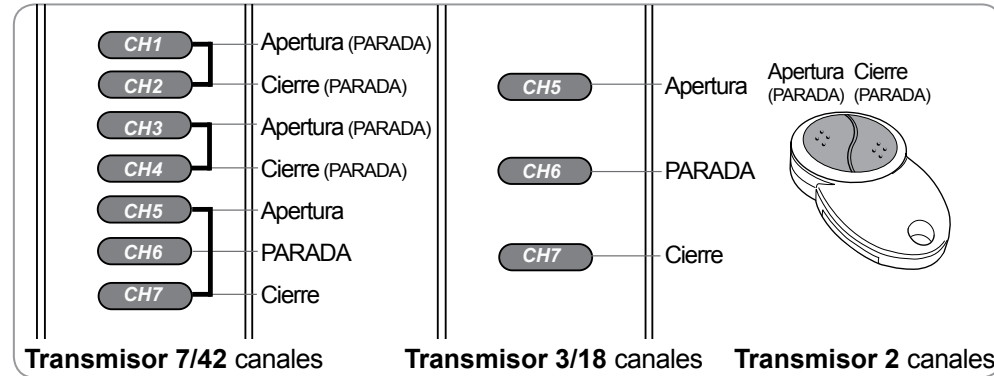 CH1 Apertura (PARADA)
CH2 Cierre (PARADA)
CH3 Apertura (PARADA)
CH4 Cierre (PARADA)
CH5 Apertura
CH6 PARADA
CH7 Cierre
Transmisor 7/42 canales
CH5 Apertura
CH6 PARADA
CH7 Cierre
Transmisor 3/18 canales
Apertura Cierre
(PARADA) (PARADA)
Transmisor 2 canales